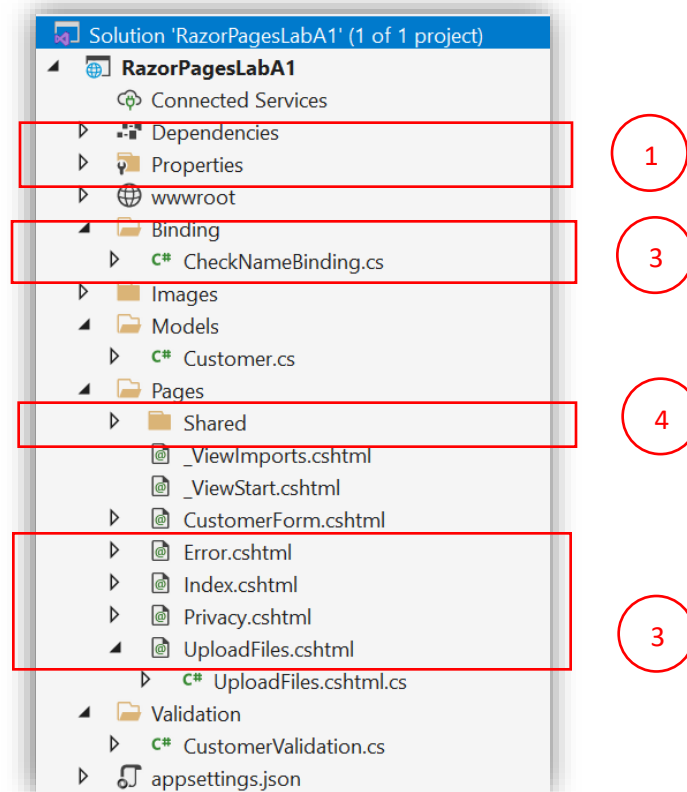 Solution 'RazorPagesLabA1' (1 of 1 project)
RazorPagesLabA1
Connected Services
Dependencies
1
Properties
wwwroot
Binding
3
C# CheckNameBinding.cs
Images
Models
C# Customer.cs
Pages
Shared
4
_ViewImports.cshtml
_ViewStart.cshtml
CustomerForm.cshtml
Error.cshtml
Index.cshtml
Privacy.cshtml
3
UploadFiles.cshtml
C# UploadFiles.cshtml.cs
Validation
C# CustomerValidation.cs
appsettings.json